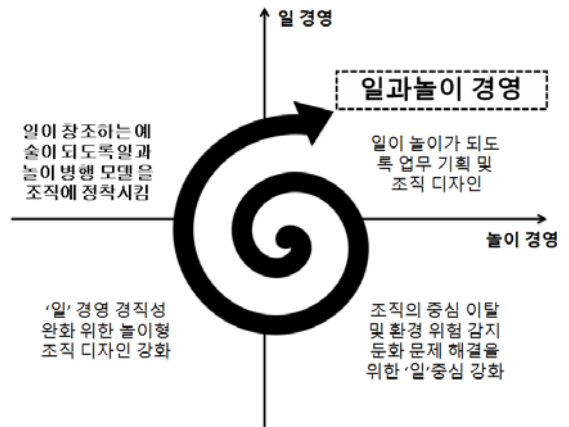 일 경영
일과놀이 경영
일이 창조하는 예
술이 되도록일과
놀이 병행 모델을
조직에 정착시킴
일이 놀이가 되도
록 업무 기획 및
조직 디자인
놀이 경영
‘일’ 경영 경직성
완화 위한 놀이형
조직 디자인 강화
조직의 중심 이탈
및 환경 위험 감지
둔화 문제 해결을
위한 ‘일’중심 강화